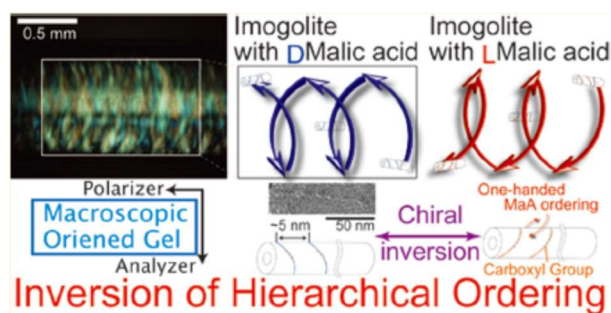 0.5 mm
Imogolite
with DMalic acid
Imogolite
with LMalic acid
Polarizer
Macroscopic
Oriened Gel
Analyzer
~5 nm
50 nm
Chiral
inversion
One-handed
MaA ordering
Carboxyl Group
Inversion of Hierarchical Ordering